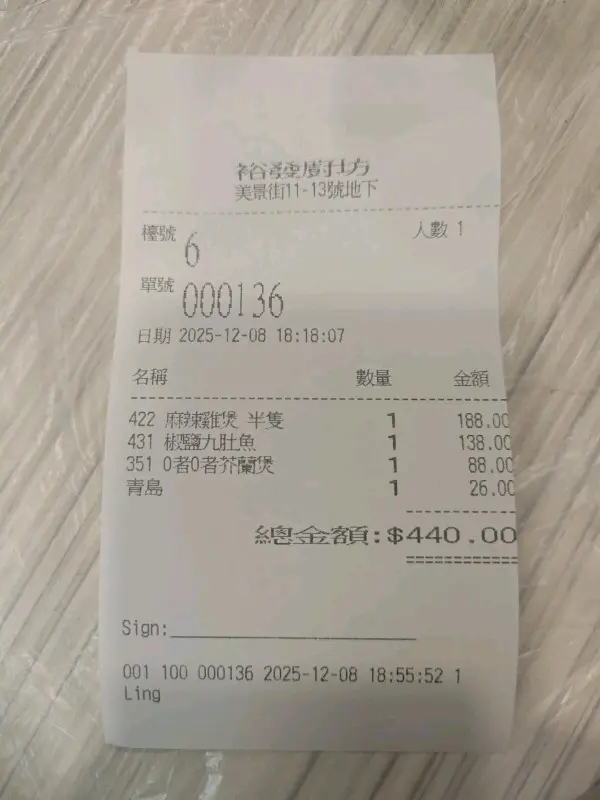 裕發廚坊
美景街11-13號地下
檯號 6 人數 1
單號 000136
日期 2025-12-08 18:18:07
名稱 數量 金額
422 麻辣雞煲 半隻 1 188.00
431 椒鹽九肚魚 1 138.00
351 0者0者芥蘭煲 1 88.00
青島 1 26.00
總金額:$440.00
Sign:
001 100 000136 2025-12-08 18:55:52 1
Ling